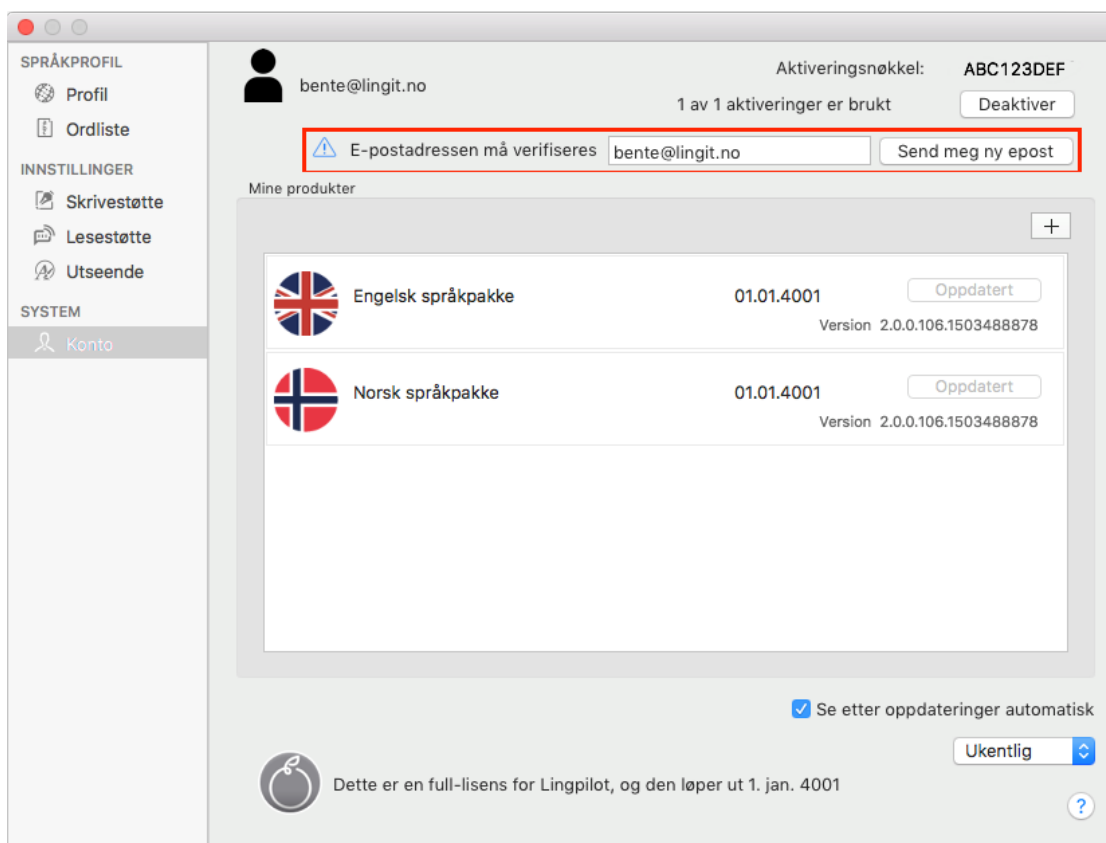 SPRÅKPROFIL
Profil
Ordliste
INNSTILLINGER
Skrivestøtte
Lesestøtte
Utseende
SYSTEM
Konto
bente@lingit.no
Aktiveringsnøkkel: ABC123DEF
1 av 1 aktiveringer er brukt Deaktiver
E-postadressen må verifiseres bente@lingit.no Send meg ny epost
Mine produkter
+
Engelsk språkpakke 01.01.4001 Oppdatert
Version 2.0.0.106.1503488878
Norsk språkpakke 01.01.4001 Oppdatert
Version 2.0.0.106.1503488878
Se etter oppdateringer automatisk
Ukentlig
Dette er en full-lisens for Lingpilot, og den løper ut 1. jan. 4001
?